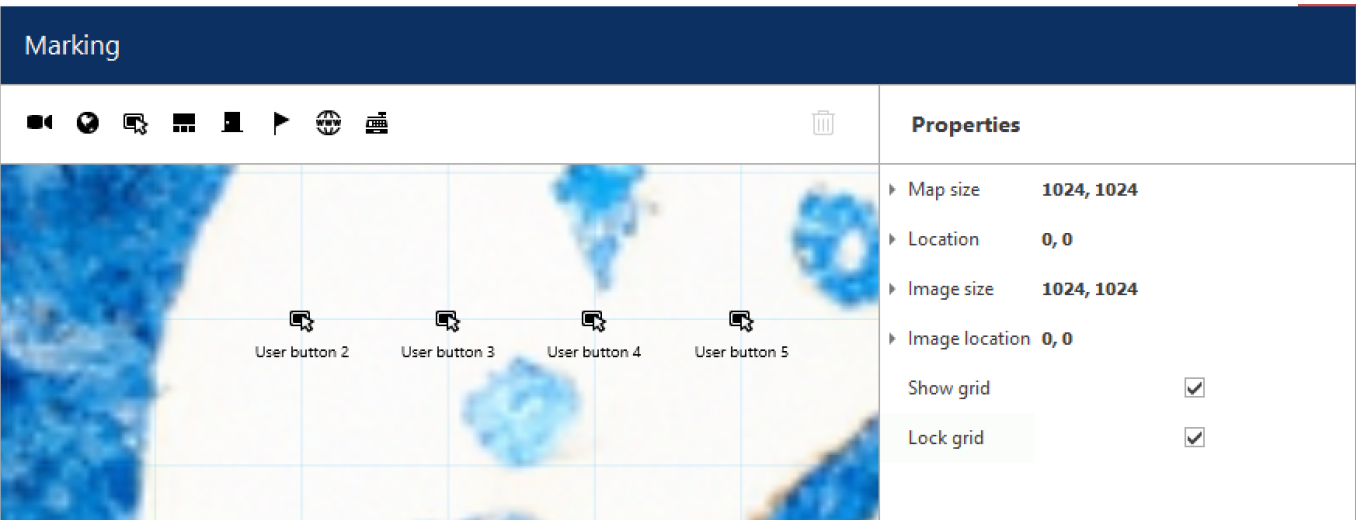 Marking
www
Properties
Map size 1024, 1024
Location 0, 0
Image size 1024, 1024
Image location 0, 0
Show grid
Lock grid
User button 2 User button 3 User button 4 User button 5